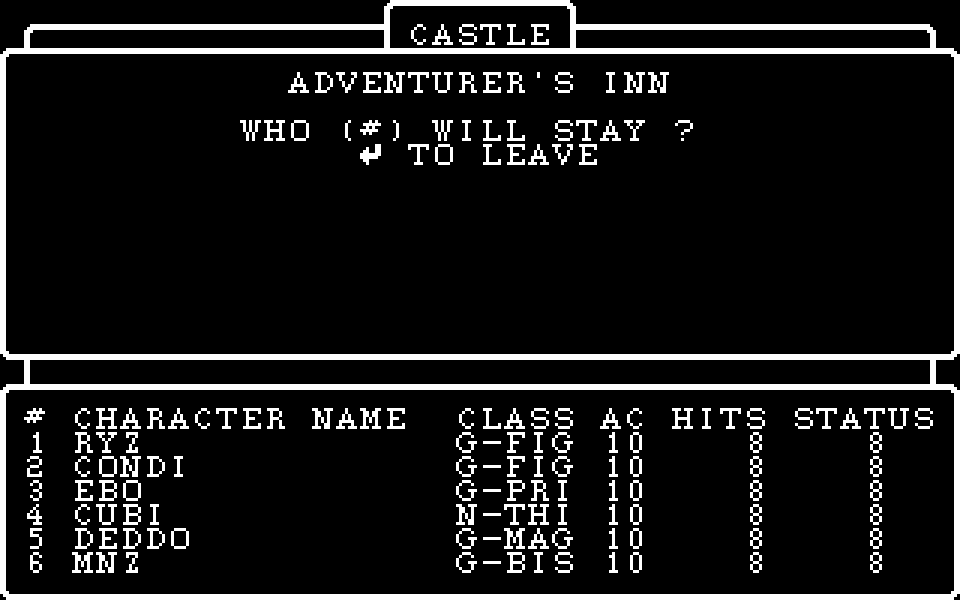 CASTLE
ADVENTURER'S INN
WHO (#) WILL STAY ?
↵ TO LEAVE
# CHARACTER NAME CLASS AC HITS STATUS
1 RYZ G-FIG 10 8 8
2 CONDI G-FIG 10 8 8
3 EBO G-PRI 10 8 8
4 CUBI N-THI 10 8 8
5 DEDDO G-MAG 10 8 8
6 MNZ G-BIS 10 8 8